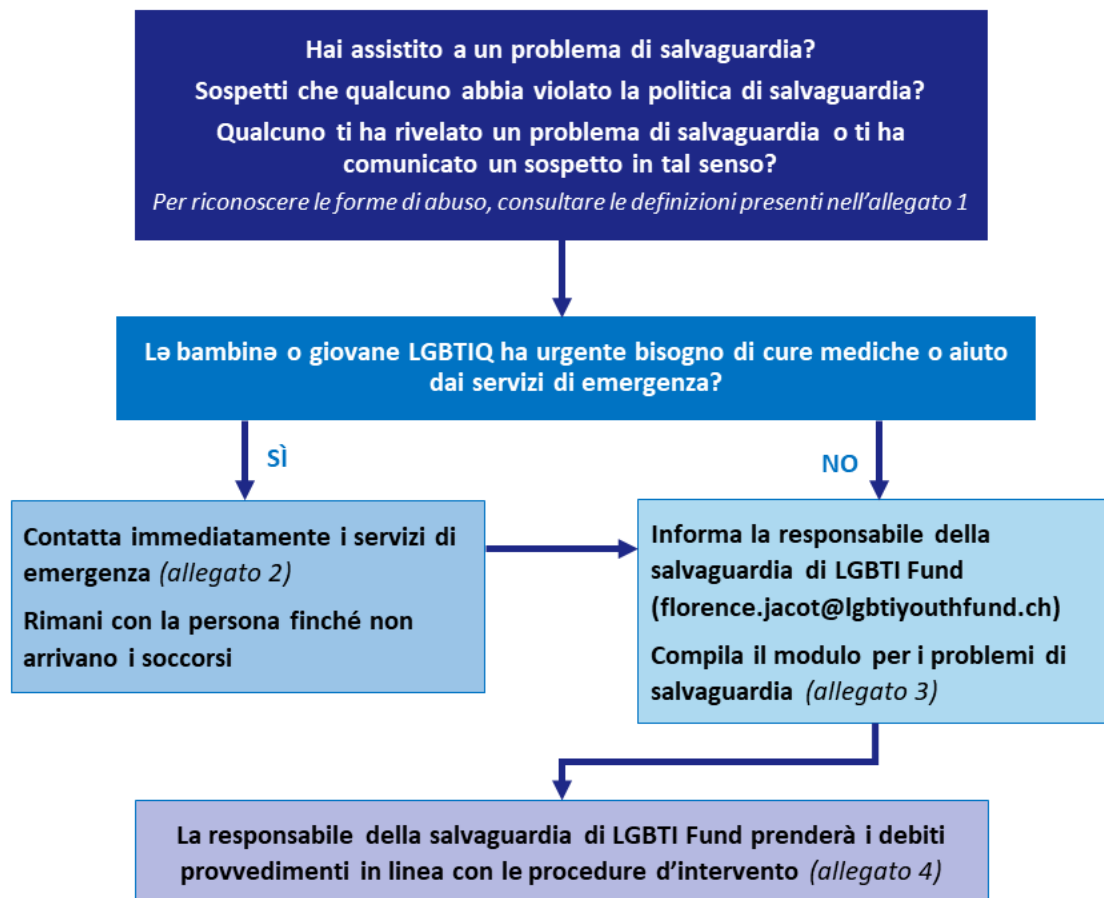 Hai assistito a un problema di salvaguardia?
Sospetti che qualcuno abbia violato la politica di salvaguardia?
Qualcuno ti ha rivelato un problema di salvaguardia o ti ha
comunicato un sospetto in tal senso?
Per riconoscere le forme di abuso, consultare le definizioni presenti nell’allegato 1
Lə bambinə o giovane LGBTIQ ha urgente bisogno di cure mediche o aiuto
dai servizi di emergenza?
SÌ
NO
Contatta immediatamente i servizi di
emergenza (allegato 2)
Rimani con la persona finché non
arrivano i soccorsi
Informa la responsabile della
salvaguardia di LGBTI Fund
(florence.jacot@lgbtiyouthfund.ch)
Compila il modulo per i problemi di
salvaguardia (allegato 3)
La responsabile della salvaguardia di LGBTI Fund prenderà i debiti
provvedimenti in linea con le procedure d’intervento (allegato 4)